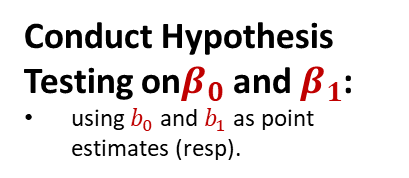 Conduct Hypothesis
Testing onβ₀ and β₁:
• using b₀ and b₁ as point
estimates (resp).